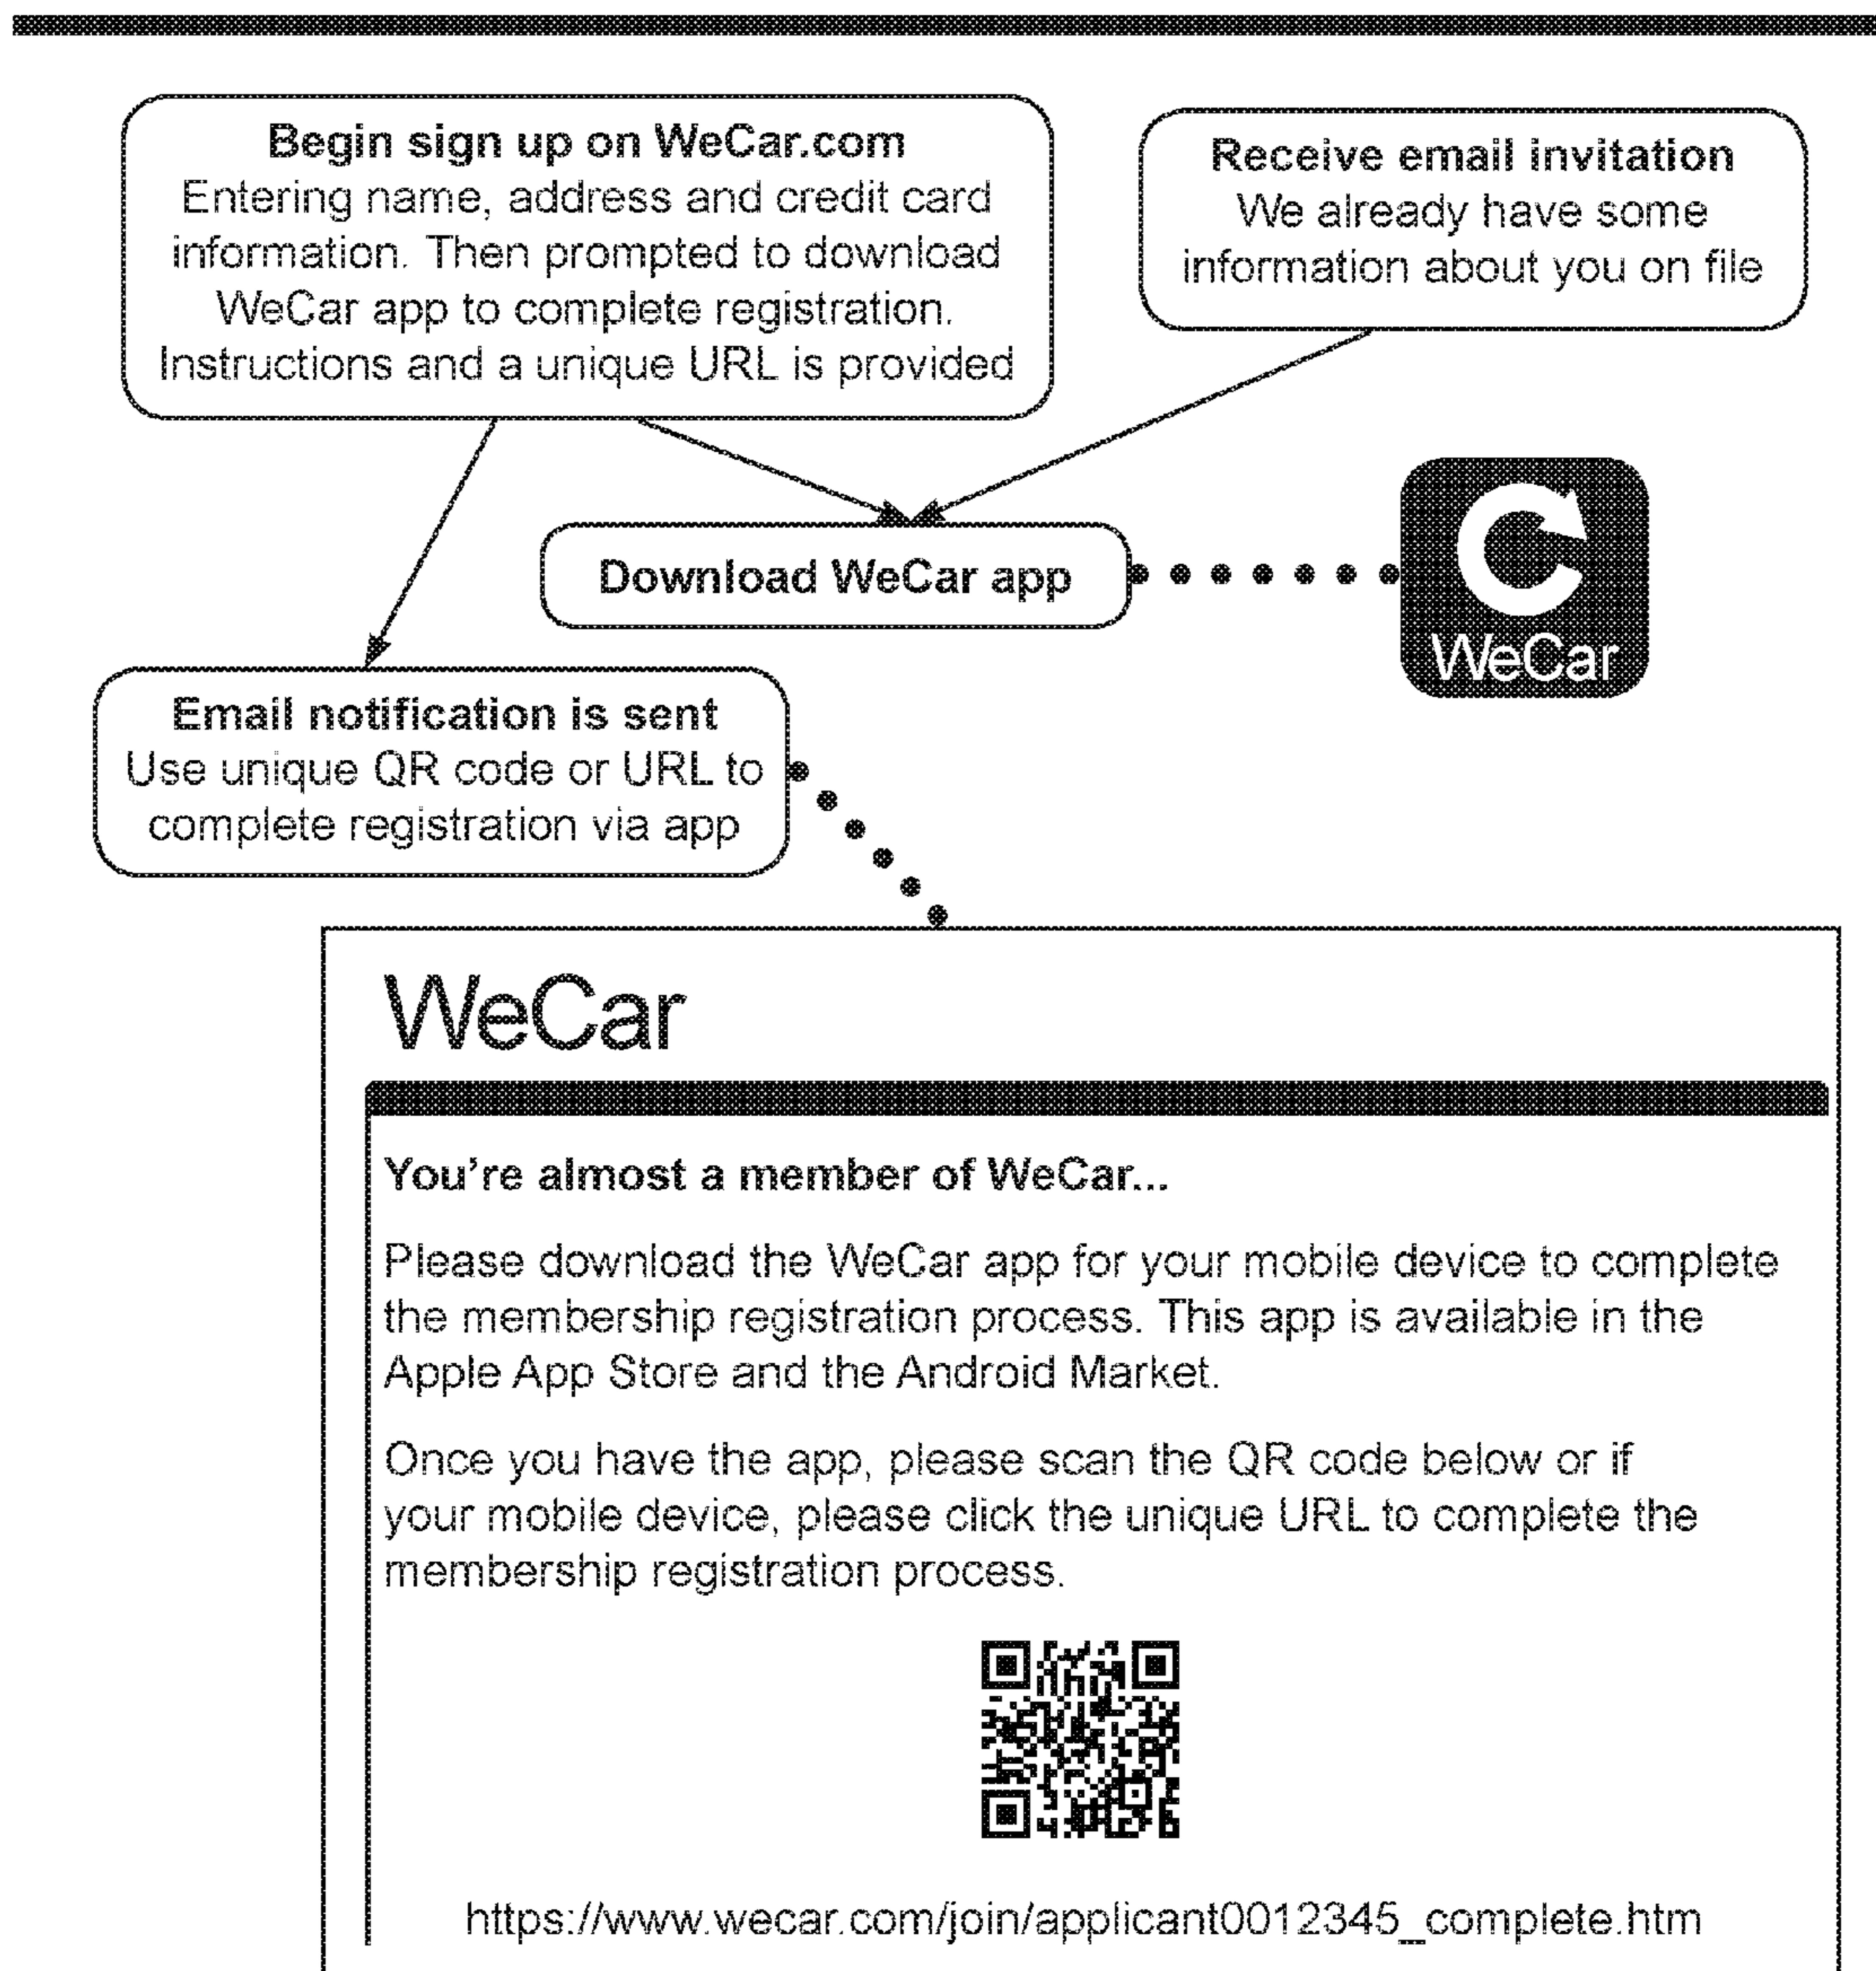 Begin sign up on WeCar.com
Entering name, address and credit card
information. Then prompted to download
WeCar app to complete registration.
Instructions and a unique URL is provided
Receive email invitation
We already have some
information about you on file
Download WeCar app
WeCar
Email notification is sent
Use unique QR code or URL to
complete registration via app
WeCar
You're almost a member of WeCar...
Please download the WeCar app for your mobile device to complete
the membership registration process. This app is available in the
Apple App Store and the Android Market.
Once you have the app, please scan the QR code below or if
your mobile device, please click the unique URL to complete the
membership registration process.
https://www.wecar.com/join/applicant0012345_complete.htm